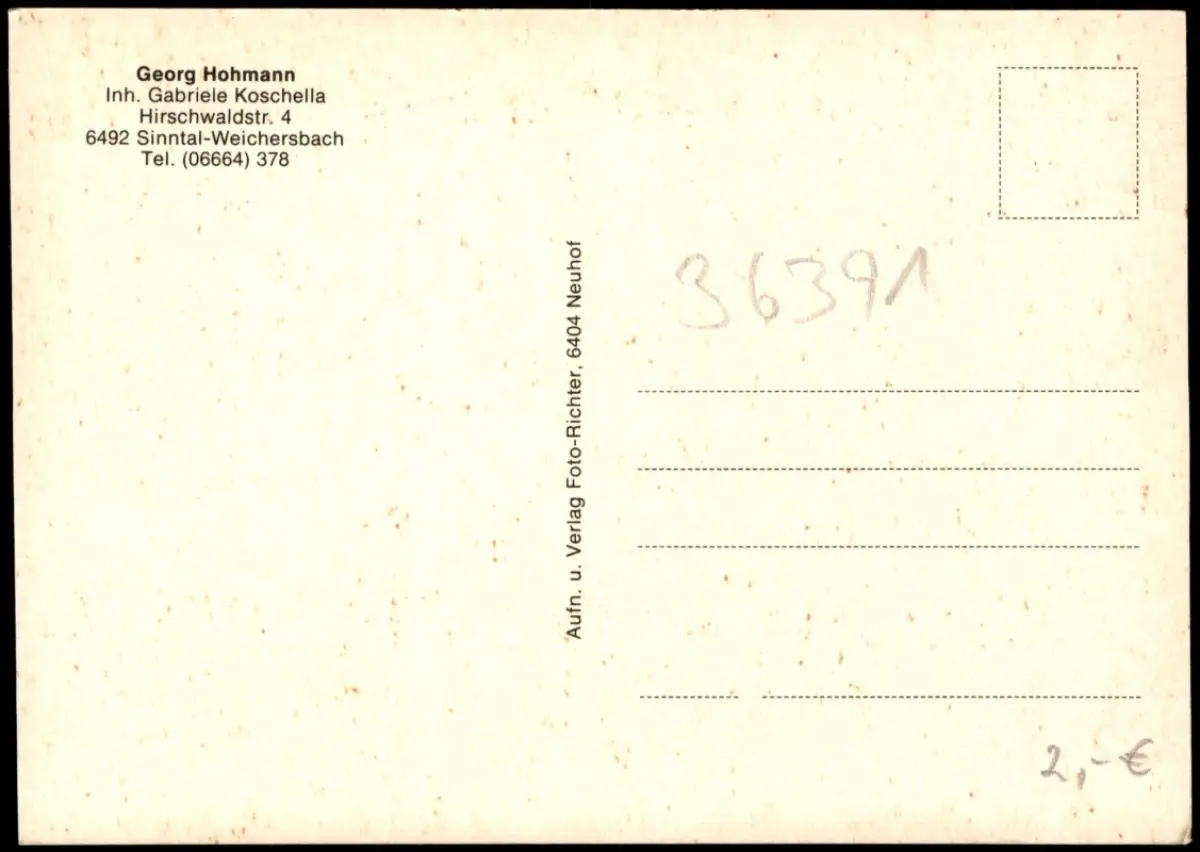 Georg Hohmann
Inh. Gabriele Koschella
Hirschwaldstr. 4
6492 Sinntal-Weichersbach
Tel. (06664) 378
Aufn. u. Verlag Foto-Richter, 6404 Neuhof
36391
2,- €